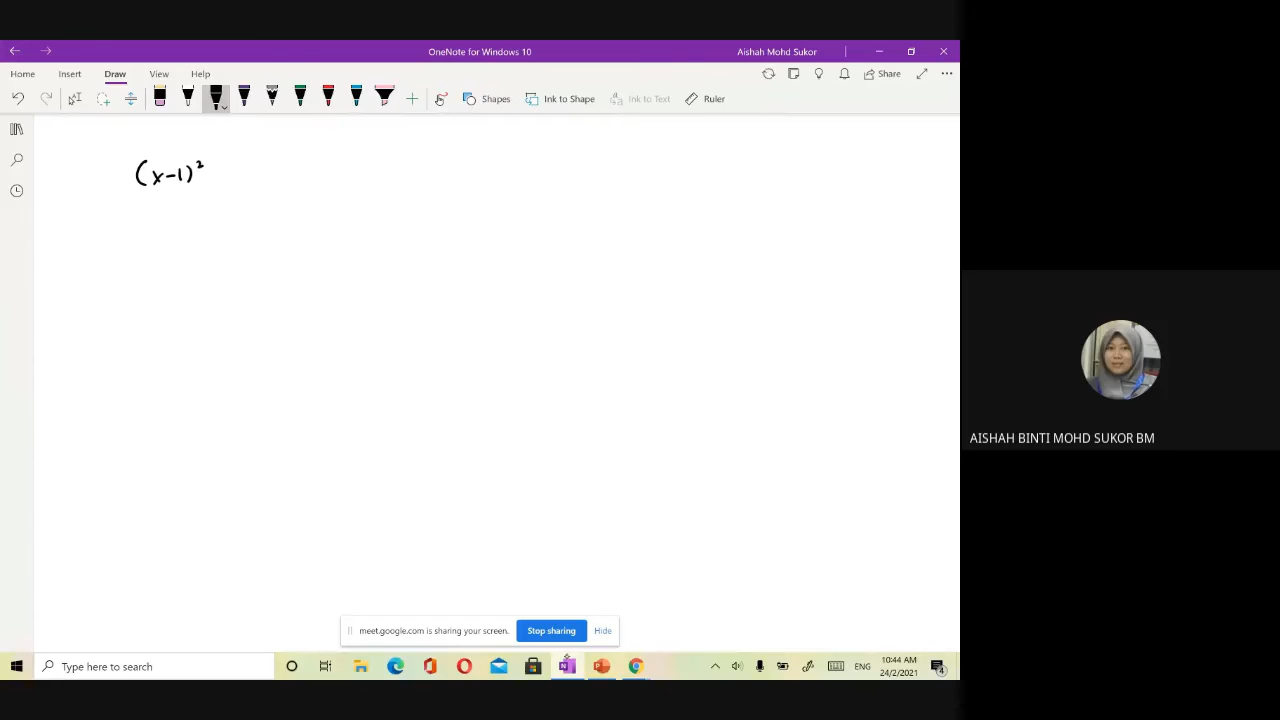 OneNote for Windows 10
Aishah Mohd Sukor
Home Insert Draw View Help
Share
Shapes Ink to Shape Ink to Text Ruler
(x-1)²
AISHAH BINTI MOHD SUKOR BM
meet.google.com is sharing your screen. Stop sharing Hide
Type here to search
ENG
10:44 AM
24/2/2021
4